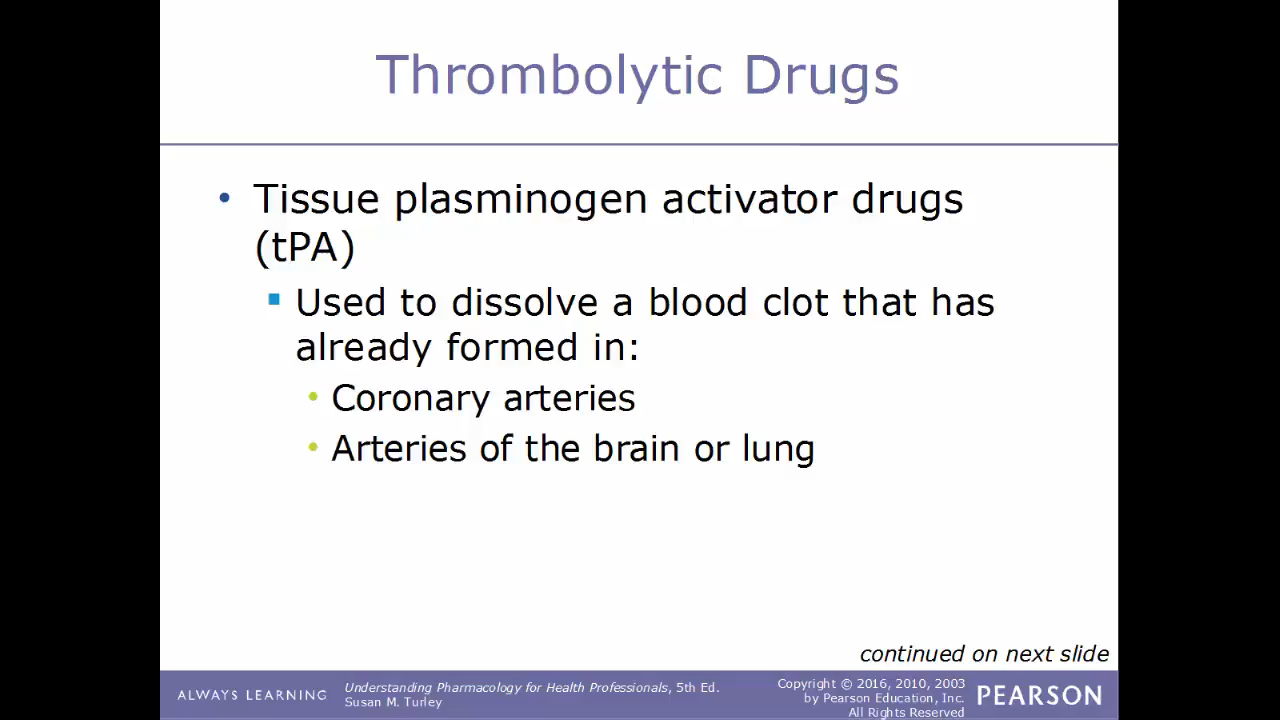 Thrombolytic Drugs
• Tissue plasminogen activator drugs
(tPA)
▪ Used to dissolve a blood clot that has
already formed in:
• Coronary arteries
• Arteries of the brain or lung
continued on next slide
ALWAYS LEARNING
Understanding Pharmacology for Health Professionals, 5th Ed.
Susan M. Turley
Copyright © 2016, 2010, 2003
by Pearson Education, Inc.
All Rights Reserved
PEARSON